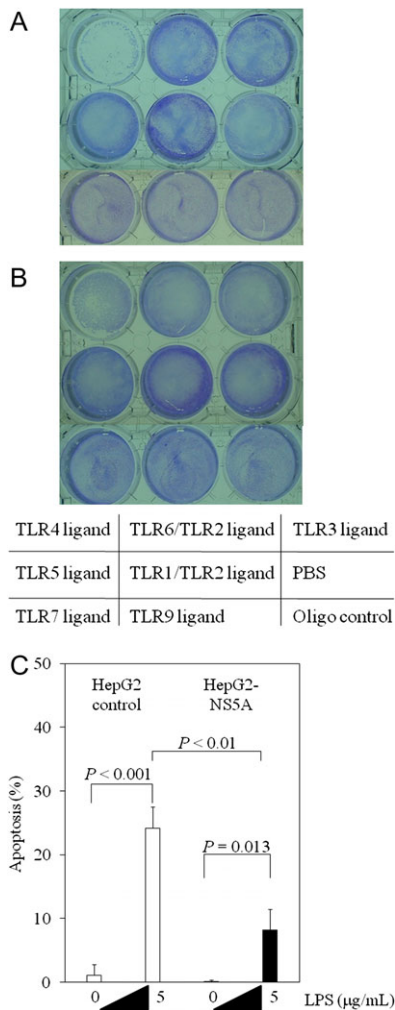 A
B
TLR4 ligand TLR6/TLR2 ligand TLR3 ligand
TLR5 ligand TLR1/TLR2 ligand PBS
TLR7 ligand TLR9 ligand Oligo control
C
50
40
30
20
10
0
Apoptosis (%)
HepG2 control
HepG2-NS5A
P < 0.01
P < 0.001
P = 0.013
0 5 0 5 LPS (μg/mL)